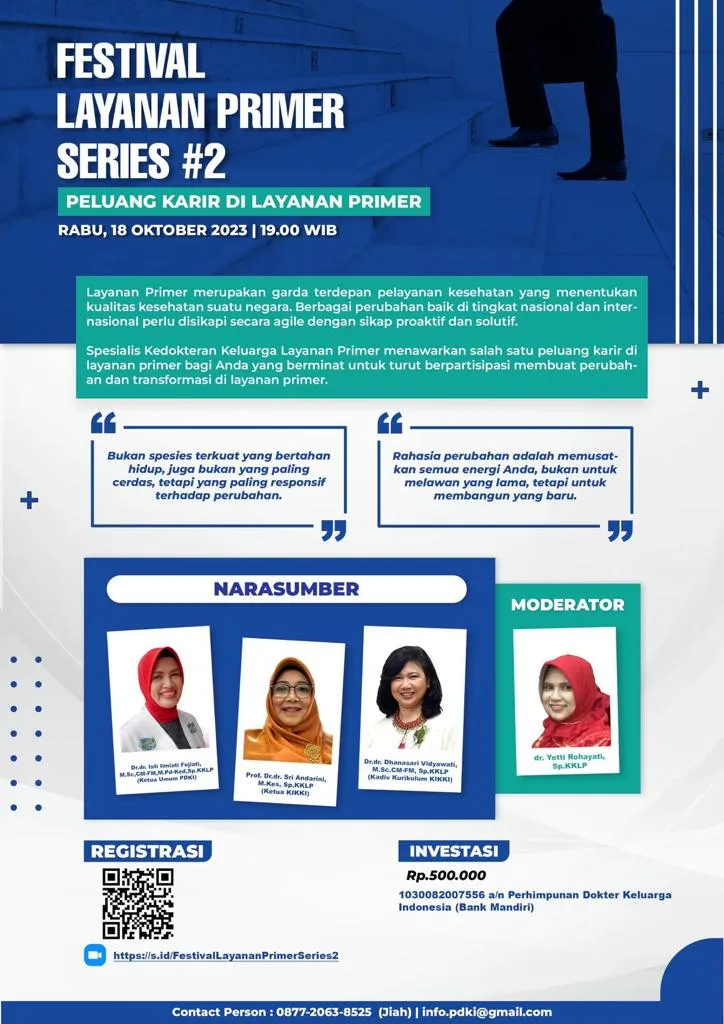 FESTIVAL
LAYANAN PRIMER
SERIES #2
PELUANG KARIR DI LAYANAN PRIMER
RABU, 18 OKTOBER 2023 | 19.00 WIB
Layanan Primer merupakan garda terdepan pelayanan kesehatan yang menentukan
kualitas kesehatan suatu negara. Berbagai perubahan baik di tingkat nasional dan inter-
nasional perlu disikapi secara agile dengan sikap proaktif dan solutif.
Spesialis Kedokteran Keluarga Layanan Primer menawarkan salah satu peluang karir di
layanan primer bagi Anda yang berminat untuk turut berpartisipasi membuat perubah-
an dan transformasi di layanan primer.
Bukan spesies terkuat yang bertahan
hidup, juga bukan yang paling
cerdas, tetapi yang paling responsif
terhadap perubahan.
Rahasia perubahan adalah memusat-
kan semua energi Anda, bukan untuk
melawan yang lama, tetapi untuk
membangun yang baru.
NARASUMBER
Dr.dr. Isti Ilmiati Fujiati,
M.Sc,CM-FM,M.Pd-Ked,Sp.KKLP
(Ketua Umum PDKI)
Prof. Dr.dr. Sri Andarini,
M.Kes, Sp.KKLP
(Ketua KIKKI)
Dr.dr. Dhanasari Vidyawati,
M.Sc.CM-FM, Sp.KKLP
(Kadiv Kurikulum KIKKI)
MODERATOR
dr. Yetti Rohayati,
Sp.KKLP
REGISTRASI
https://s.id/FestivalLayananPrimerSeries2
INVESTASI
Rp.500.000
1030082007556 a/n Perhimpunan Dokter Keluarga
Indonesia (Bank Mandiri)
Contact Person : 0877-2063-8525 (Jiah) | info.pdki@gmail.com